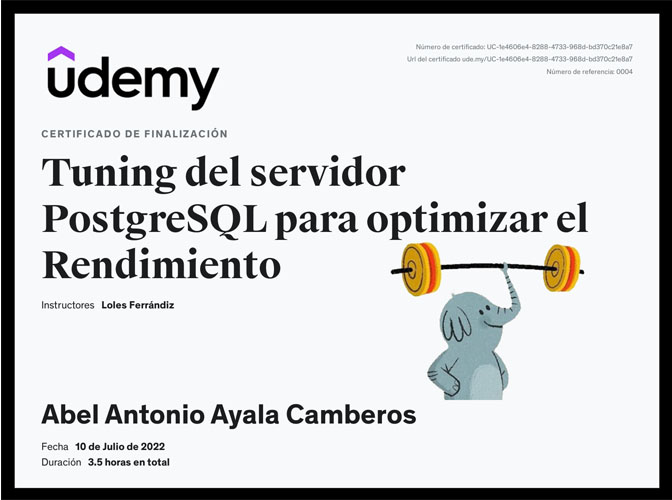 Número de certificado: UC-1e4606e4-8288-4733-968d-bd370c21e8a7
Url del certificado ude.my/UC-1e4606e4-8288-4733-968d-bd370c21e8a7
Número de referencia: 0004
udemy
CERTIFICADO DE FINALIZACIÓN
Tuning del servidor
PostgreSQL para optimizar el
Rendimiento
Instructores Loles Ferrándiz
Abel Antonio Ayala Camberos
Fecha 10 de Julio de 2022
Duración 3.5 horas en total